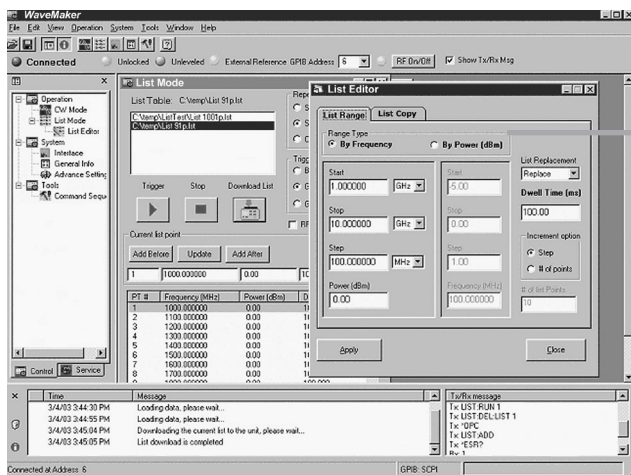 WaveMaker
File Edit View Operation System Tools Window Help
Connected Unlocked Unleveled External Reference GPIB Address 6 RF On/Off Show Tx/Rx Msg
Operation
CW Mode
List Mode
List Editor
System
Interface
General Info
Advance Setting
Tools
Command Sequ
Control Service
List Mode
List Table: C:\temp\List 91p.lst
C:\temp\ListTest\List 1001p.lst
C:\temp\List 91p.lst
Trigger Stop Download List
Current list point
Add Before Update Add After
1 1000.000000 0.00
PT # Frequency (MHz) Power (dBm)
1 1000.000000 0.00
2 1100.000000 0.00
3 1200.000000 0.00
4 1300.000000 0.00
5 1400.000000 0.00
6 1500.000000 0.00
7 1600.000000 0.00
8 1700.000000 0.00
List Editor
List Range List Copy
Range Type
By Frequency By Power (dBm)
Start
1.000000 GHz
Stop
10.000000 GHz
Step
100.000000 MHz
Power (dBm)
0.00
Start
-5.00
Stop
0.00
Step
1.00
Frequency (MHz)
100.000000
List Replacement
Replace
Dwell Time (ms)
100.00
Increment option
Step
# of points
# of list Points
10
Apply Close
Time Message
3/4/03 3:44:30 PM Loading data, please wait...
3/4/03 3:44:55 PM Loading data, please wait...
3/4/03 3:45:04 PM Downloading the current list to the unit, please wait...
3/4/03 3:45:05 PM List download is completed
Tx/Rx message
Tx: LIST:RUN 1
Tx: LIST:DEL:LIST 1
Tx: *OPC
Tx: LIST:ADD
Tx: *ESR?
Rx: 1
Connected at Address: 6 GPIB: SCPI